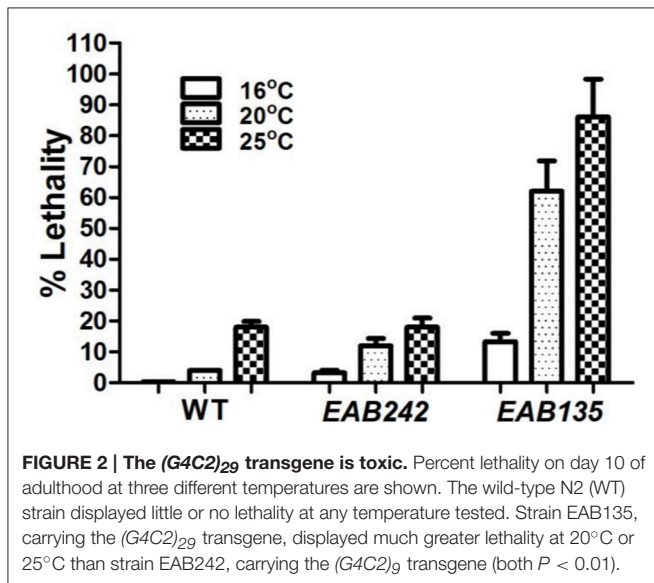 110
100
90
80
70
60
50
40
30
20
10
0
% Lethality
16°C
20°C
25°C
WT EAB242 EAB135
FIGURE 2 | The (G4C2)29 transgene is toxic. Percent lethality on day 10 of
adulthood at three different temperatures are shown. The wild-type N2 (WT)
strain displayed little or no lethality at any temperature tested. Strain EAB135,
carrying the (G4C2)29 transgene, displayed much greater lethality at 20°C or
25°C than strain EAB242, carrying the (G4C2)9 transgene (both P < 0.01).